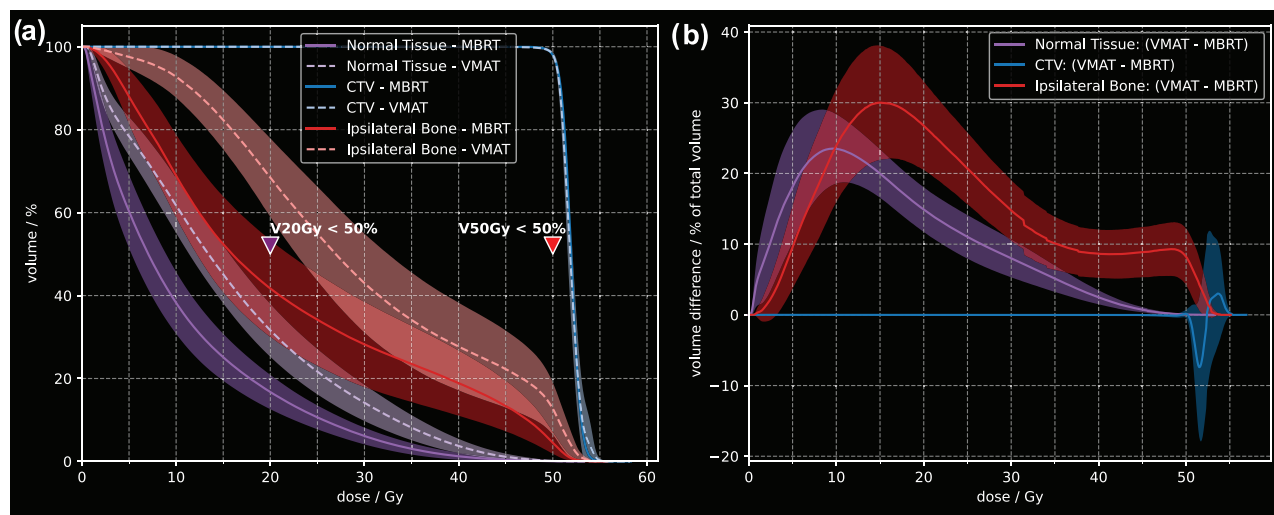 (a)
100
80
60
40
20
0
volume / %
0
10
20
30
40
50
60
dose / Gy
Normal Tissue - MBRT
Normal Tissue - VMAT
CTV - MBRT
CTV - VMAT
Ipsilateral Bone - MBRT
Ipsilateral Bone - VMAT
V20Gy < 50%
V50Gy < 50%
(b)
40
30
20
10
0
−10
−20
volume difference / % of total volume
0
10
20
30
40
50
dose / Gy
Normal Tissue: (VMAT - MBRT)
CTV: (VMAT - MBRT)
Ipsilateral Bone: (VMAT - MBRT)